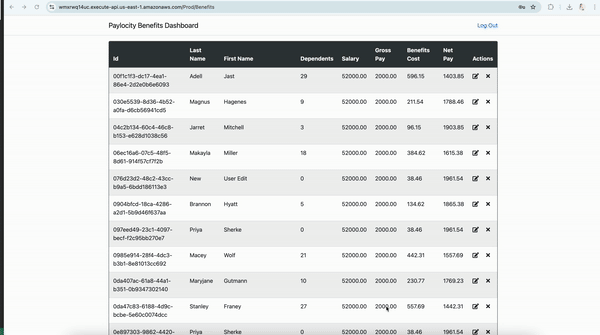 wmxrwq14uc.execute-api.us-east-1.amazonaws.com/Prod/Benefits
Paylocity Benefits Dashboard Log Out
Id Last Name First Name Dependents Salary Gross Pay Benefits Cost Net Pay Actions
00f1c1f3-dc17-4ea1-86e4-2d2e0b6e6093 Adell Jast 29 52000.00 2000.00 596.15 1403.85
030e5539-8d36-4b52-a0fa-d6cb56941cd5 Magnus Hagenes 9 52000.00 2000.00 211.54 1788.46
04c2b134-60c4-46c8-b153-e628d1038c56 Jarret Mitchell 3 52000.00 2000.00 96.15 1903.85
06ec16a6-07c5-48f5-8d61-914f57cf7f2b Makayla Miller 18 52000.00 2000.00 384.62 1615.38
076d23d2-48c2-43cc-b9a5-6bdd186113e3 New User Edit 0 52000.00 2000.00 38.46 1961.54
0904bfcd-18ca-4286-a2d1-5b9d46f637aa Brannon Hyatt 5 52000.00 2000.00 134.62 1865.38
097eed49-23c1-4097-becf-f2c95bb270e7 Priya Sherke 0 52000.00 2000.00 38.46 1961.54
0985e914-28f4-4dc3-b3b1-8e81013cc692 Macey Wolf 21 52000.00 2000.00 442.31 1557.69
0da407ac-61a8-44a1-b351-0b9347302140 Maryjane Gutmann 10 52000.00 2000.00 230.77 1769.23
0da47c83-6188-4d9c-bcbe-5e60c0074dcc Stanley Franey 27 52000.00 2000.00 557.69 1442.31
0e897303-9862-4420- Priya Sherke 0 52000.00 2000.00 38.46 1961.54